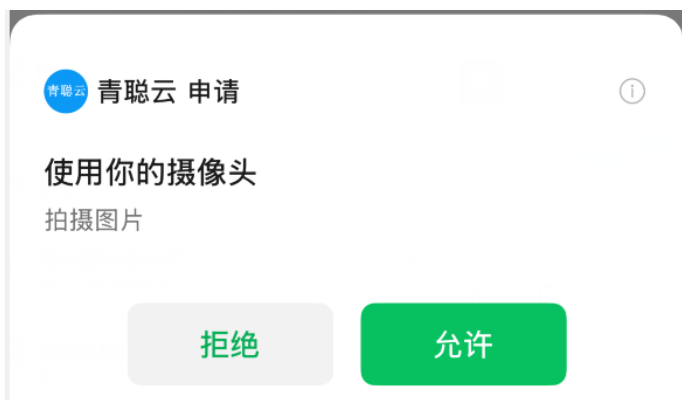 青聪云 青聪云 申请
使用你的摄像头
拍摄图片
拒绝 允许